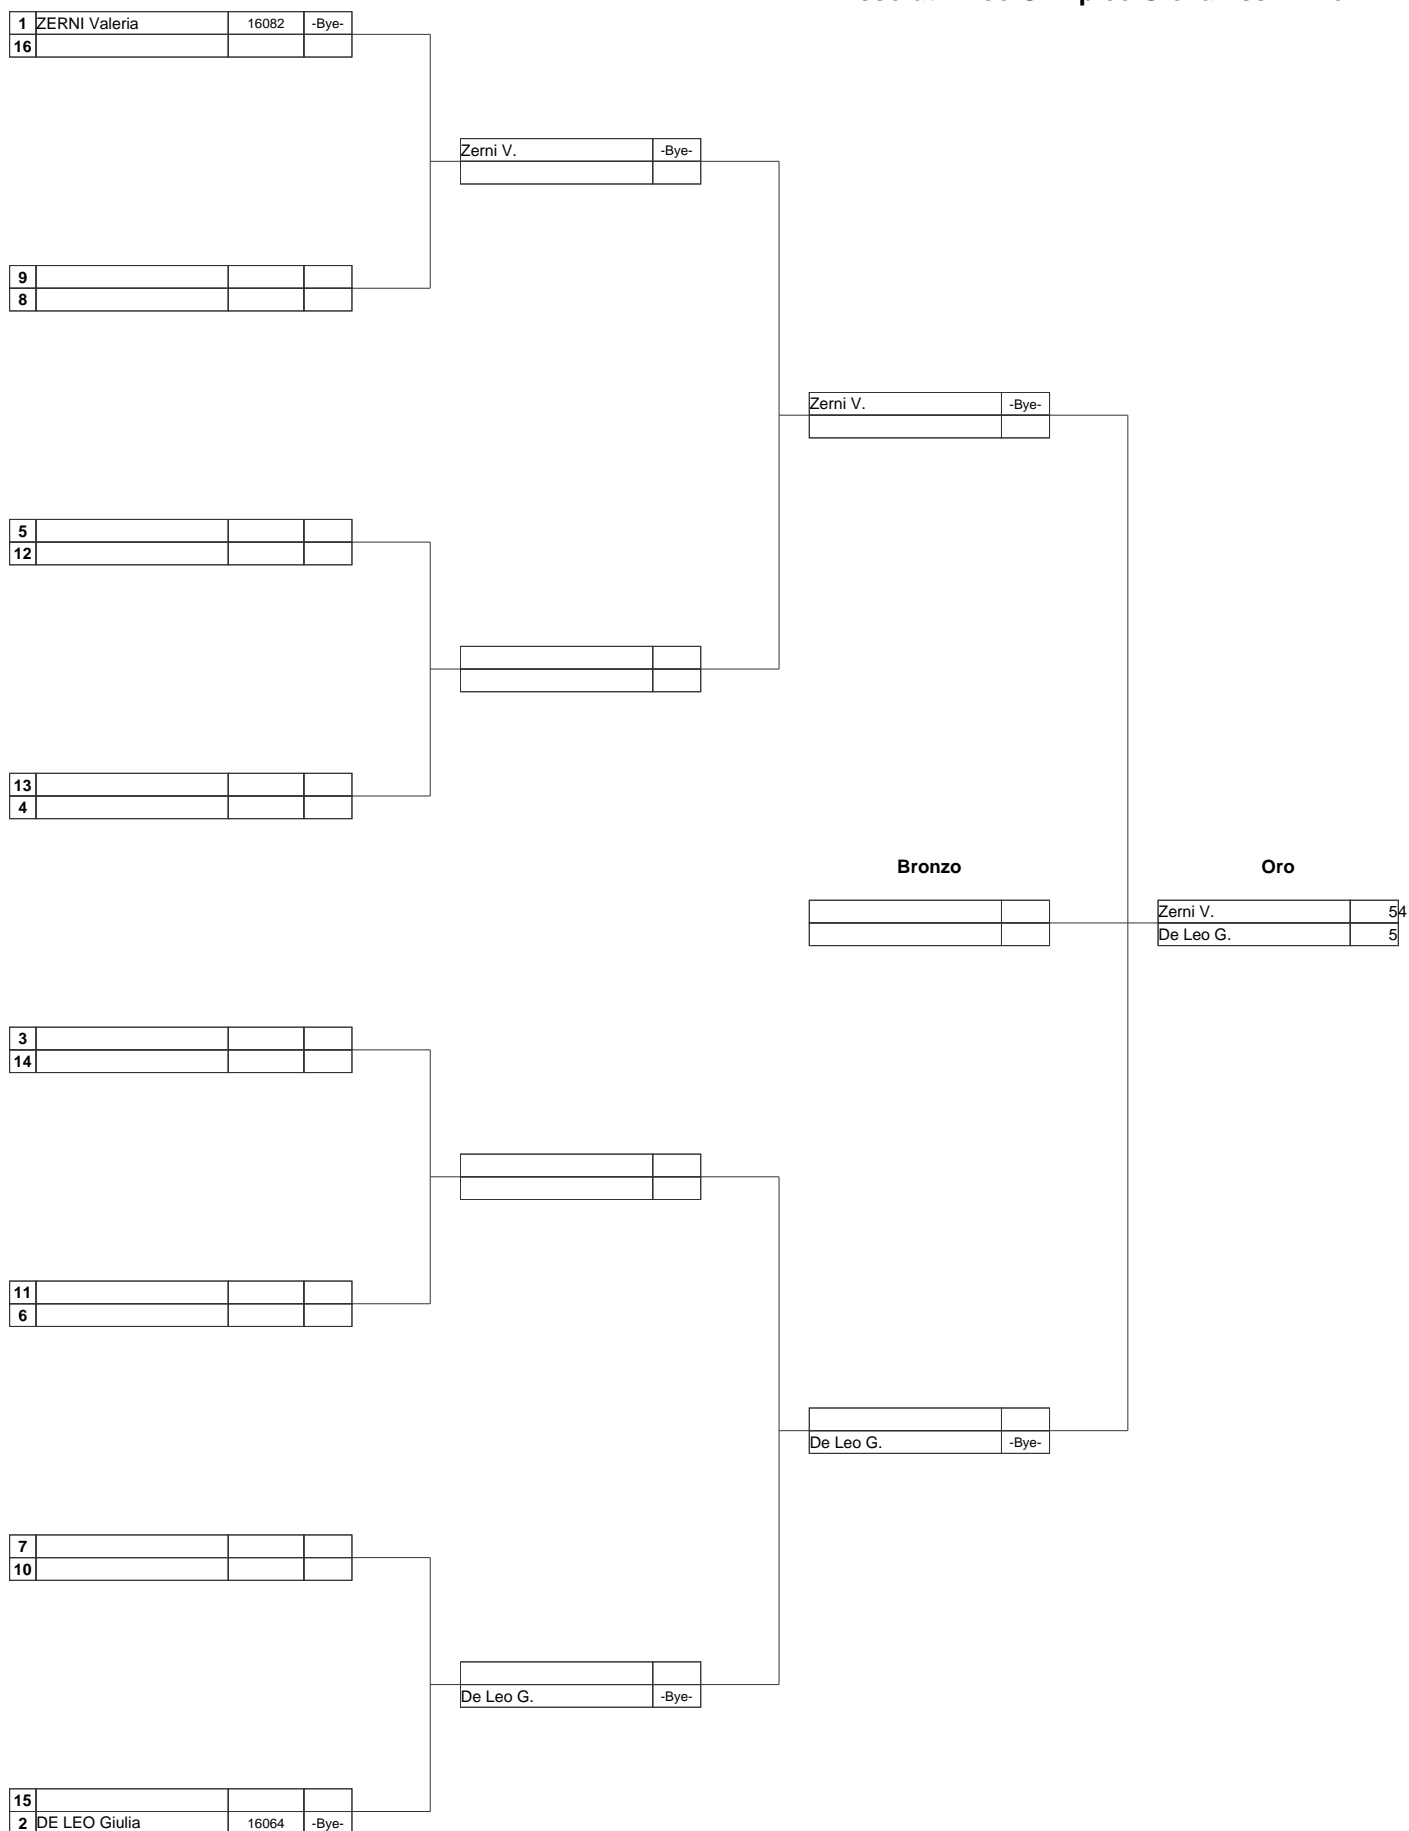 1 ZERNI Valeria 16082 -Bye-
16
Zerni V. -Bye-
9
8
Zerni V. -Bye-
5
12
13
4
Bronzo Oro
Zerni V. 54
De Leo G. 5
3
14
11
6
De Leo G. -Bye-
7
10
De Leo G. -Bye-
15
2 DE LEO Giulia 16064 -Bye-